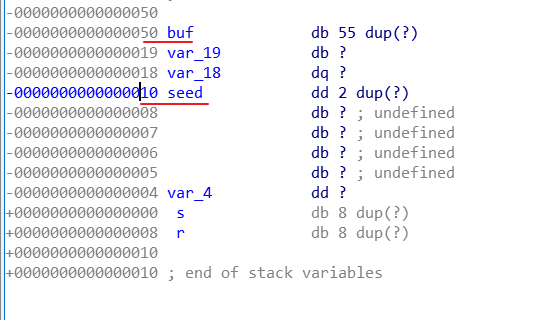 -0000000000000050
-0000000000000050 buf db 55 dup(?)
-0000000000000019 var_19 db ?
-0000000000000018 var_18 dq ?
-0000000000000010 seed dd 2 dup(?)
-0000000000000008 db ? ; undefined
-0000000000000007 db ? ; undefined
-0000000000000006 db ? ; undefined
-0000000000000005 db ? ; undefined
-0000000000000004 var_4 dd ?
+0000000000000000 s db 8 dup(?)
+0000000000000008 r db 8 dup(?)
+0000000000000010
+0000000000000010 ; end of stack variables